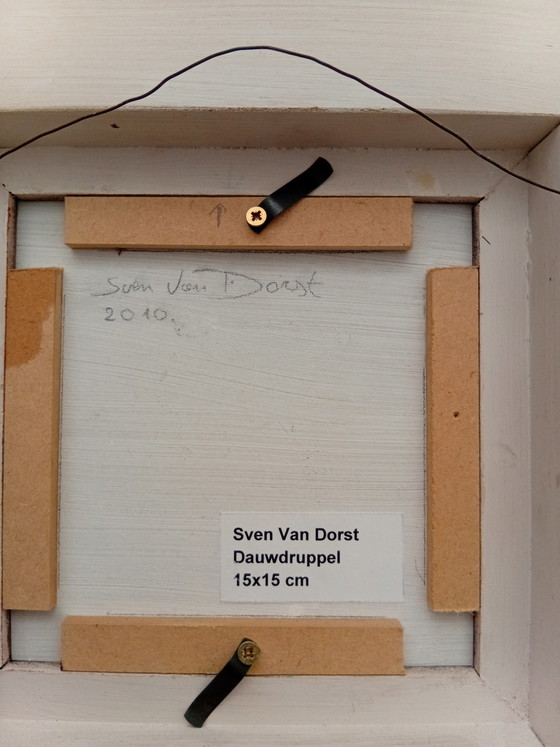 Sven Van Dorst
2010.
Sven Van Dorst
Dauwdruppel
15x15 cm